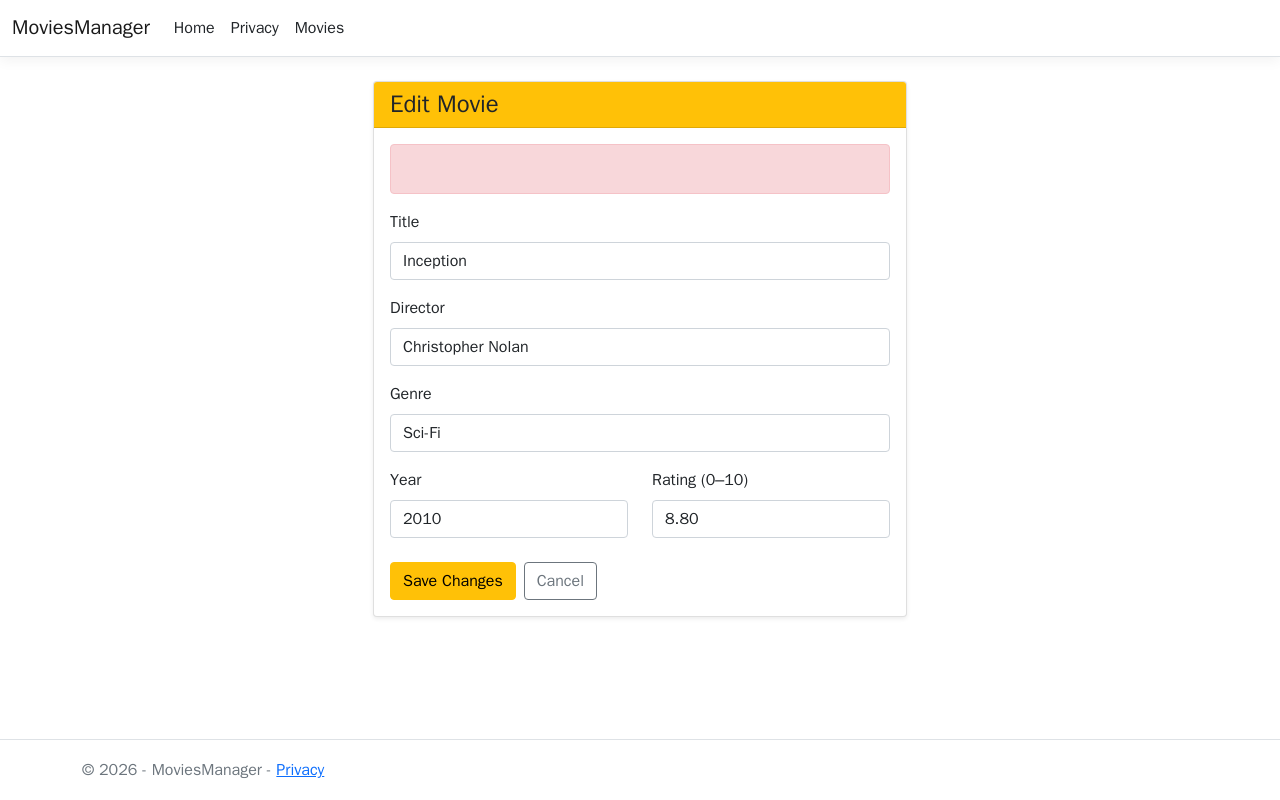 MoviesManager Home Privacy Movies
Edit Movie
Title
Inception
Director
Christopher Nolan
Genre
Sci-Fi
Year Rating (0–10)
2010 8.80
Save Changes Cancel
© 2026 - MoviesManager - Privacy